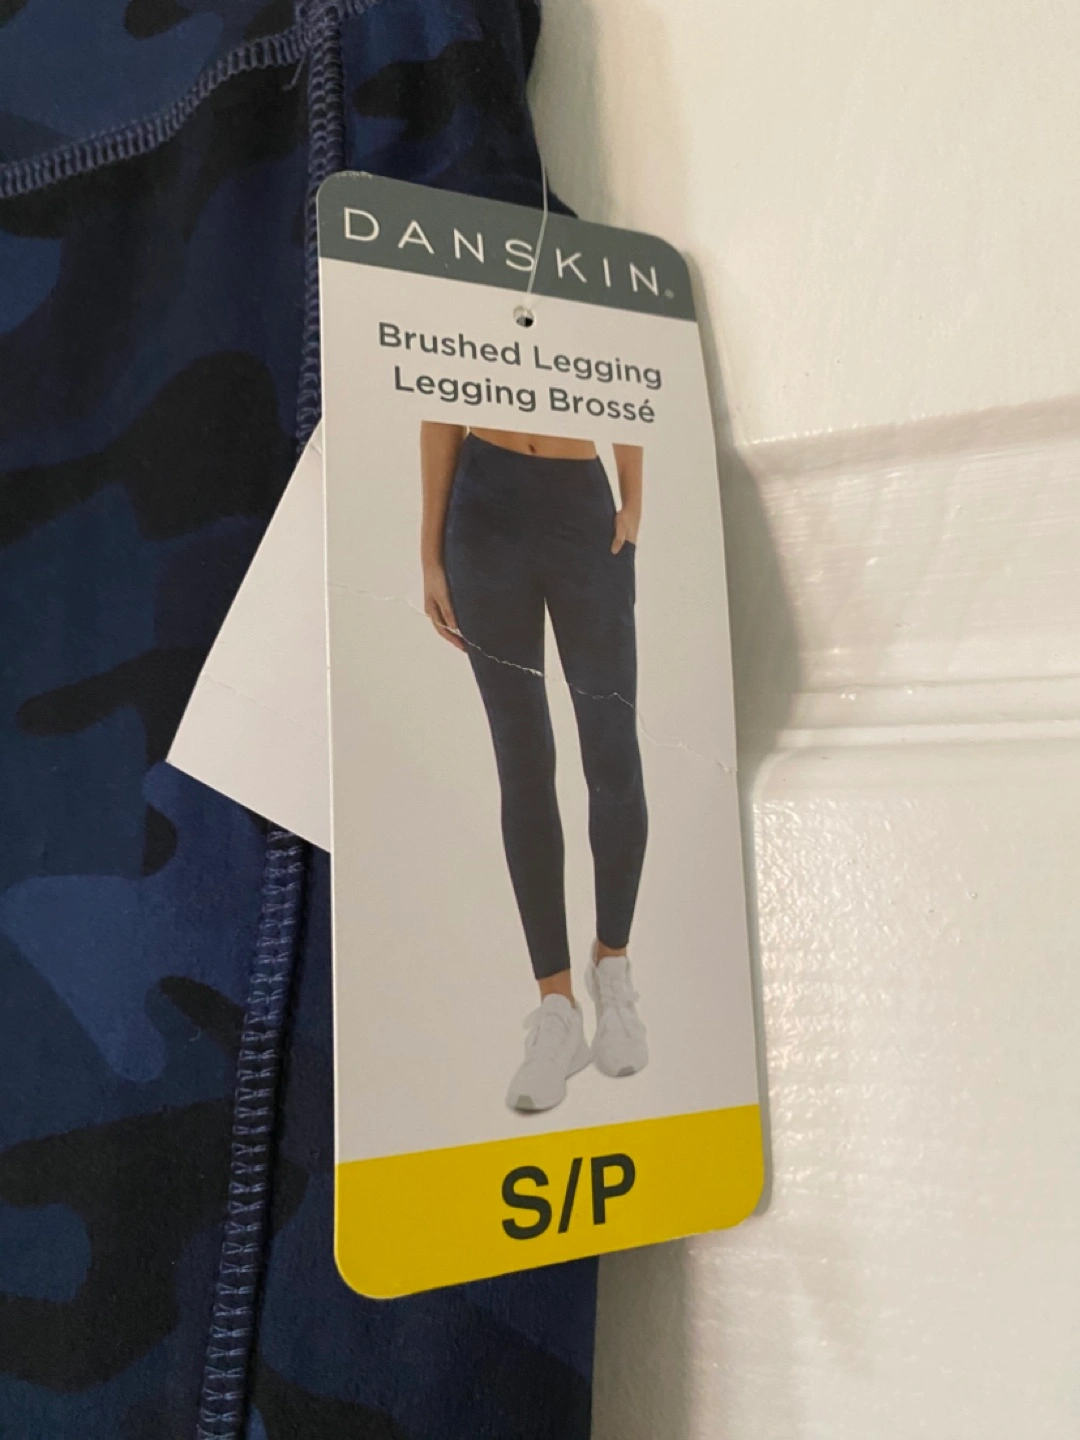 DANSKIN®
Brushed Legging
Legging Brossé
S/P